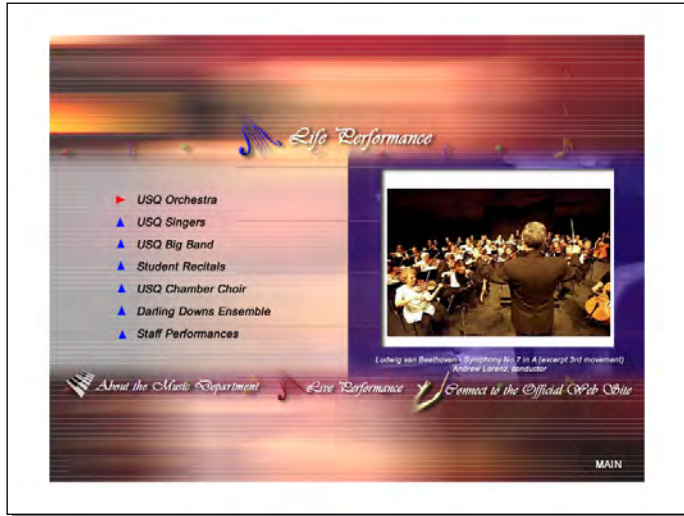 Life Performance
USQ Orchestra
USQ Singers
USQ Big Band
Student Recitals
USQ Chamber Choir
Darling Downs Ensemble
Staff Performances
Ludwig van Beethoven - Symphony No.7 in A (excerpt 3rd movement)
Andrew Lorenz, conductor
About the Music Department
Live Performance
Connect to the Official Web Site
MAIN